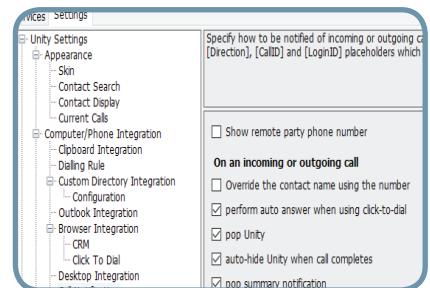 vices Settings
Unity Settings
Appearance
Skin
Contact Search
Contact Display
Current Calls
Computer/Phone Integration
Clipboard Integration
Dialling Rule
Custom Directory Integration
Configuration
Outlook Integration
Browser Integration
CRM
Click To Dial
Desktop Integration
Specify how to be notified of incoming or outgoing ca
[Direction], [CallID] and [LoginID] placeholders which
Show remote party phone number
On an incoming or outgoing call
Override the contact name using the number
perform auto answer when using click-to-dial
pop Unity
auto-hide Unity when call completes
pop summary notification